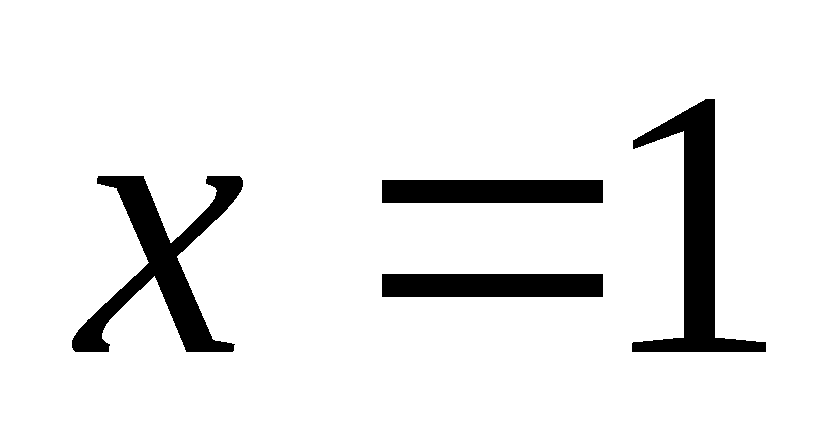 x = 1